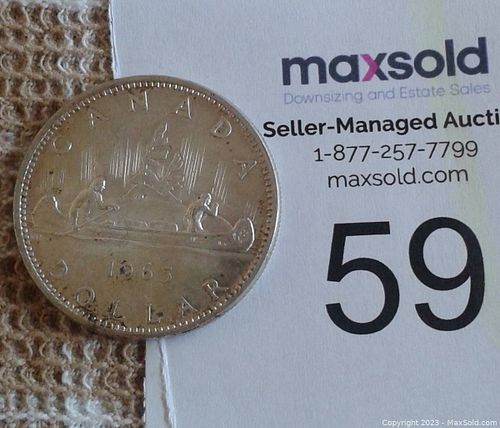 CANADA
1965
DOLLAR
maxsold
Downsizing and Estate Sales
Seller-Managed Aucti
1-877-257-7799
maxsold.com
59
Copyright 2023 - MaxSold.com